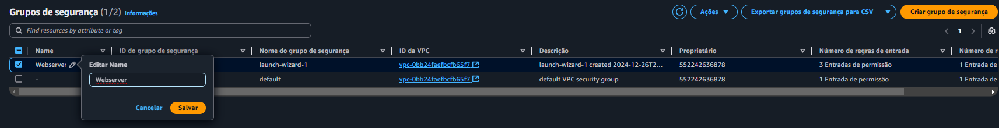 Grupos de segurança (1/2) Informações
Ações
Exportar grupos de segurança para CSV
Criar grupo de segurança
Find resources by attribute or tag
1
Name ID do grupo de segurança Nome do grupo de segurança ID da VPC Descrição Proprietário Número de regras de entrada Número de r
Webserver launch-wizard-1 vpc-0bb24faefbcfb65f7 launch-wizard-1 created 2024-12-26T2... 552242636878 3 Entradas de permissão 1 Entrada de
– default vpc-0bb24faefbcfb65f7 default VPC security group 552242636878 1 Entrada de permissão 1 Entrada de
Editar Name
Webserver
Cancelar Salvar